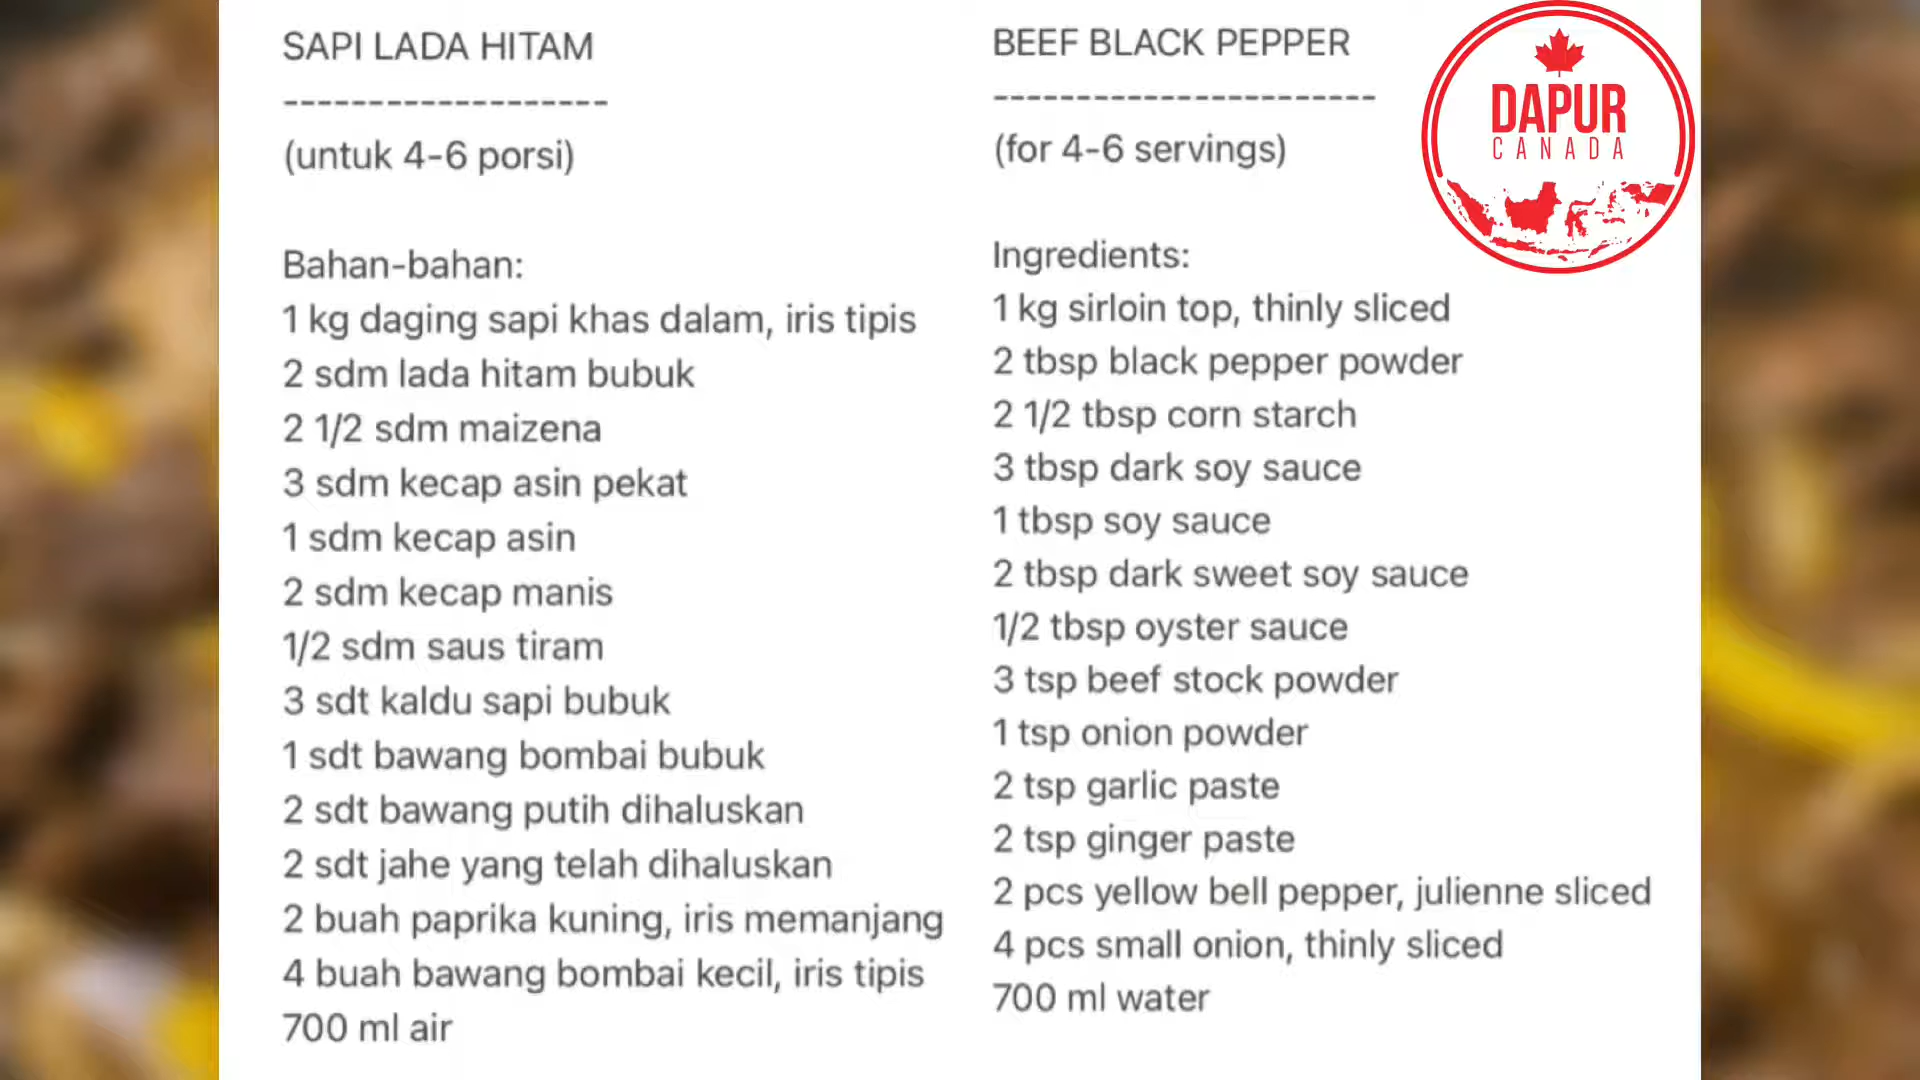 SAPI LADA HITAM
-------------------
(untuk 4-6 porsi)
Bahan-bahan:
1 kg daging sapi khas dalam, iris tipis
2 sdm lada hitam bubuk
2 1/2 sdm maizena
3 sdm kecap asin pekat
1 sdm kecap asin
2 sdm kecap manis
1/2 sdm saus tiram
3 sdt kaldu sapi bubuk
1 sdt bawang bombai bubuk
2 sdt bawang putih dihaluskan
2 sdt jahe yang telah dihaluskan
2 buah paprika kuning, iris memanjang
4 buah bawang bombai kecil, iris tipis
700 ml air
BEEF BLACK PEPPER
-----------------------
(for 4-6 servings)
Ingredients:
1 kg sirloin top, thinly sliced
2 tbsp black pepper powder
2 1/2 tbsp corn starch
3 tbsp dark soy sauce
1 tbsp soy sauce
2 tbsp dark sweet soy sauce
1/2 tbsp oyster sauce
3 tsp beef stock powder
1 tsp onion powder
2 tsp garlic paste
2 tsp ginger paste
2 pcs yellow bell pepper, julienne sliced
4 pcs small onion, thinly sliced
700 ml water
DAPUR
CANADA